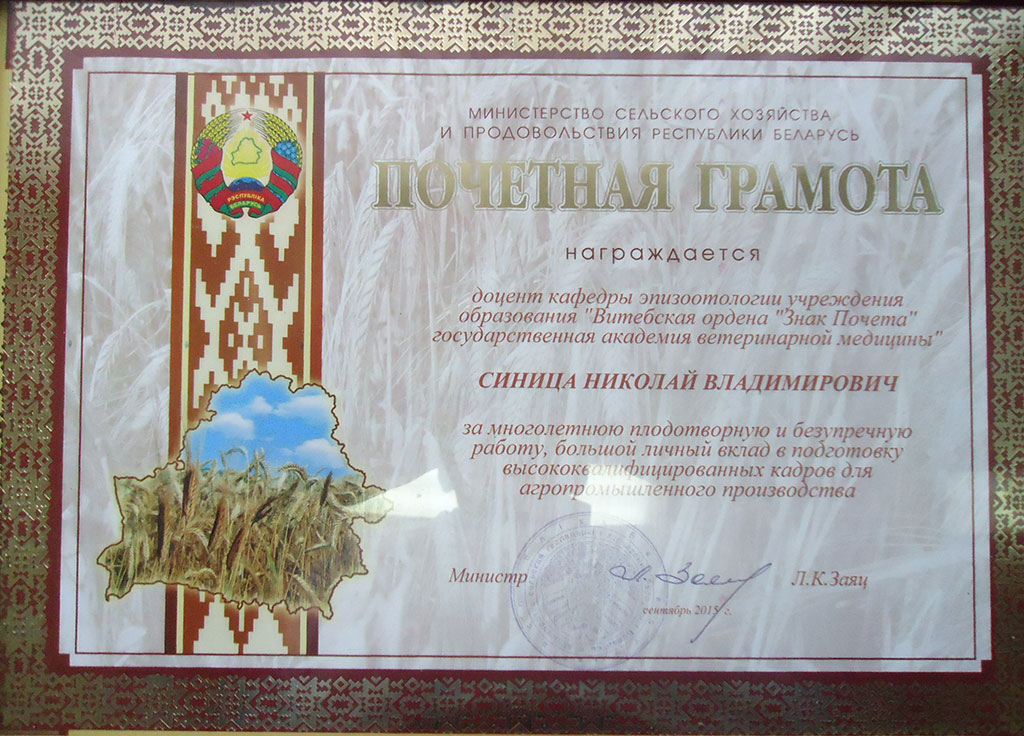 МИНИСТЕРСТВО СЕЛЬСКОГО ХОЗЯЙСТВА
И ПРОДОВОЛЬСТВИЯ РЕСПУБЛИКИ БЕЛАРУСЬ
ПОЧЕТНАЯ ГРАМОТА
награждается
доцент кафедры эпизоотологии учреждения
образования "Витебская ордена "Знак Почета"
государственная академия ветеринарной медицины"
СИНИЦА НИКОЛАЙ ВЛАДИМИРОВИЧ
за многолетнюю плодотворную и безупречную
работу, большой личный вклад в подготовку
высококвалифицированных кадров для
агропромышленного производства
Министр
Л.К.Заяц
сентябрь 2015 г.
РЭСПУБЛІКА
БЕЛАРУСЬ